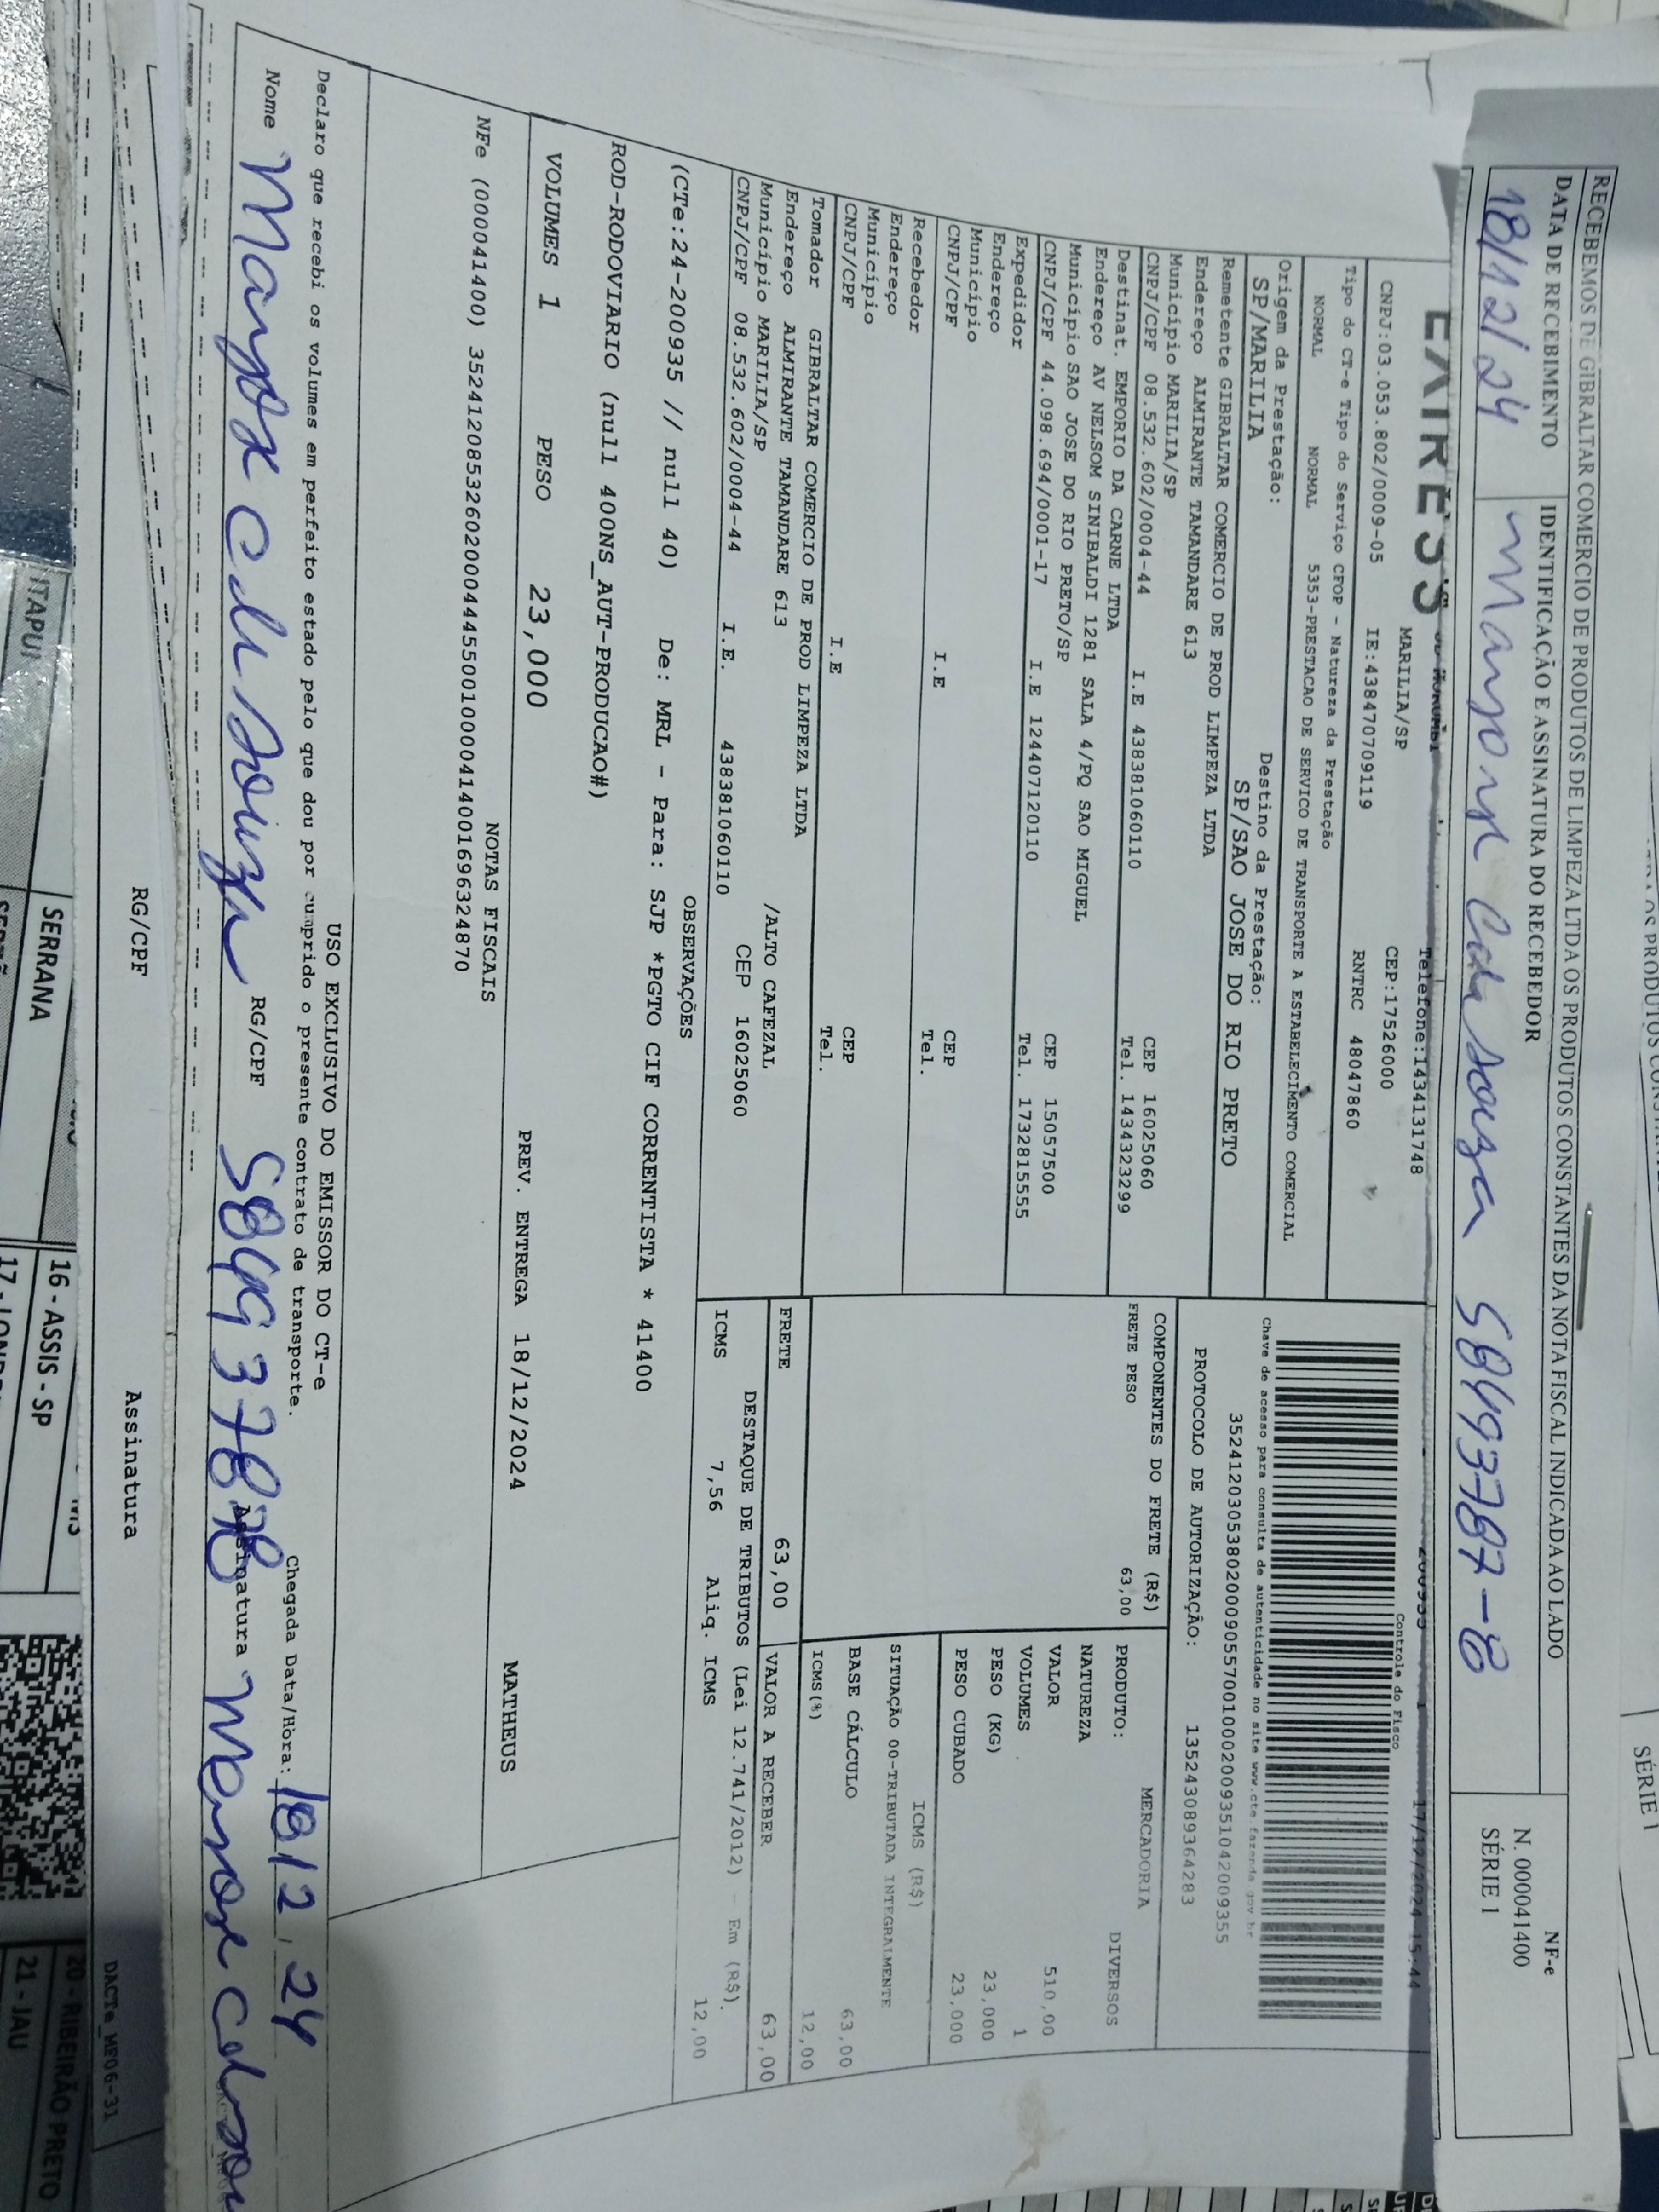 RECEBEMOS DE GIBRALTAR COMERCIO DE PRODUTOS DE LIMPEZA LTDA OS PRODUTOS CONSTANTES DA NOTA FISCAL INDICADA AO LADO
DATA DE RECEBIMENTO
18/12/24
IDENTIFICAÇÃO E ASSINATURA DO RECEBEDOR
NF-e
N. 000041400
SÉRIE 1
SÉRIE 1
Telefone:1434131748
MARILIA/SP
CEP:17526000
CNPJ:03.053.802/0009-05
IE:438470709119
RNTRC 48047860
Tipo do CT-e Tipo do Serviço CFOP - Natureza da Prestação
NORMAL NORMAL 5353-PRESTACAO DE SERVICO DE TRANSPORTE A ESTABELECIMENTO COMERCIAL
Origem da Prestação:
SP/MARILIA
Destino da Prestação:
SP/SAO JOSE DO RIO PRETO
Remetente GIBRALTAR COMERCIO DE PROD LIMPEZA LTDA
Endereço ALMIRANTE TAMANDARE 613
Município MARILIA/SP
CEP 16025060
CNPJ/CPF 08.532.602/0004-44
I.E 438381060110
Tel. 1434323299
Destinat. EMPORIO DA CARNE LTDA
Endereço AV NELSOM SINIBALDI 1281 SALA 4/PQ SAO MIGUEL
Município SAO JOSE DO RIO PRETO/SP
CEP 15057500
CNPJ/CPF 44.098.694/0001-17
I.E 124407120110
Tel. 1732815555
Expedidor
Endereço
Município
CEP
CNPJ/CPF
I.E
Tel.
Recebedor
Endereço
Município
CEP
CNPJ/CPF
I.E
Tel.
Tomador GIBRALTAR COMERCIO DE PROD LIMPEZA LTDA
Endereço ALMIRANTE TAMANDARE 613
/ALTO CAFEZAL
Município MARILIA/SP
CEP 16025060
CNPJ/CPF 08.532.602/0004-44
I.E. 438381060110
Controle do Fisco
17/12/2024 15:44
Chave de acesso para consulta de autenticidade no site www.cte.fazenda.gov.br
PROTOCOLO DE AUTORIZAÇÃO:
135243089364283
COMPONENTES DO FRETE (R$)
FRETE PESO 63,00
MERCADORIA
PRODUTO: DIVERSOS
NATUREZA
VALOR 510,00
VOLUMES 1
PESO (KG) 23,000
PESO CUBADO 23.000
ICMS (R$)
SITUAÇÃO 00-TRIBUTADA INTEGRALMENTE
BASE CÁLCULO 63,00
ICMS(%) 12,00
FRETE 63,00
VALOR A RECEBER 63,00
DESTAQUE DE TRIBUTOS (Lei 12.741/2012) - Em (R$).
ICMS 7,56 Aliq. ICMS 12,00
OBSERVAÇÕES
(CTe:24-200935 // null 40) De: MRL - Para: SJP *PGTO CIF CORRENTISTA * 41400
ROD-RODOVIARIO (null 400NS_AUT-PRODUCAO#)
VOLUMES 1 PESO 23,000 PREV. ENTREGA 18/12/2024 MATHEUS
NOTAS FISCAIS
NFe (000041400) 35241208532602000444550010000414001696324870
USO EXCLUSIVO DO EMISSOR DO CT-e
Declaro que recebi os volumes em perfeito estado pelo que dou por cumprido o presente contrato de transporte.
Chegada Data/Hora: 18 12, 24
Nome
RG/CPF
Assinatura
RG/CPF
Assinatura
DACTe_MF06-31
ITAPUI
SERRANA
16 - ASSIS - SP
20 - RIBEIRÃO PRETO
21 - JAU